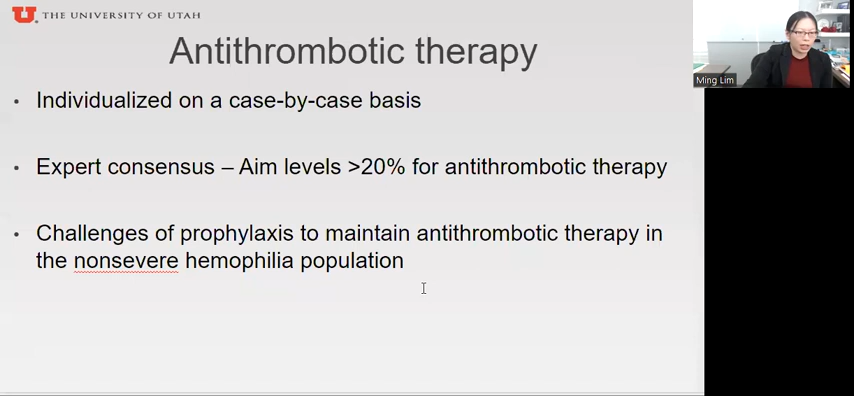 THE UNIVERSITY OF UTAH
Antithrombotic therapy
Ming Lim
• Individualized on a case-by-case basis
• Expert consensus – Aim levels >20% for antithrombotic therapy
• Challenges of prophylaxis to maintain antithrombotic therapy in
the nonsevere hemophilia population